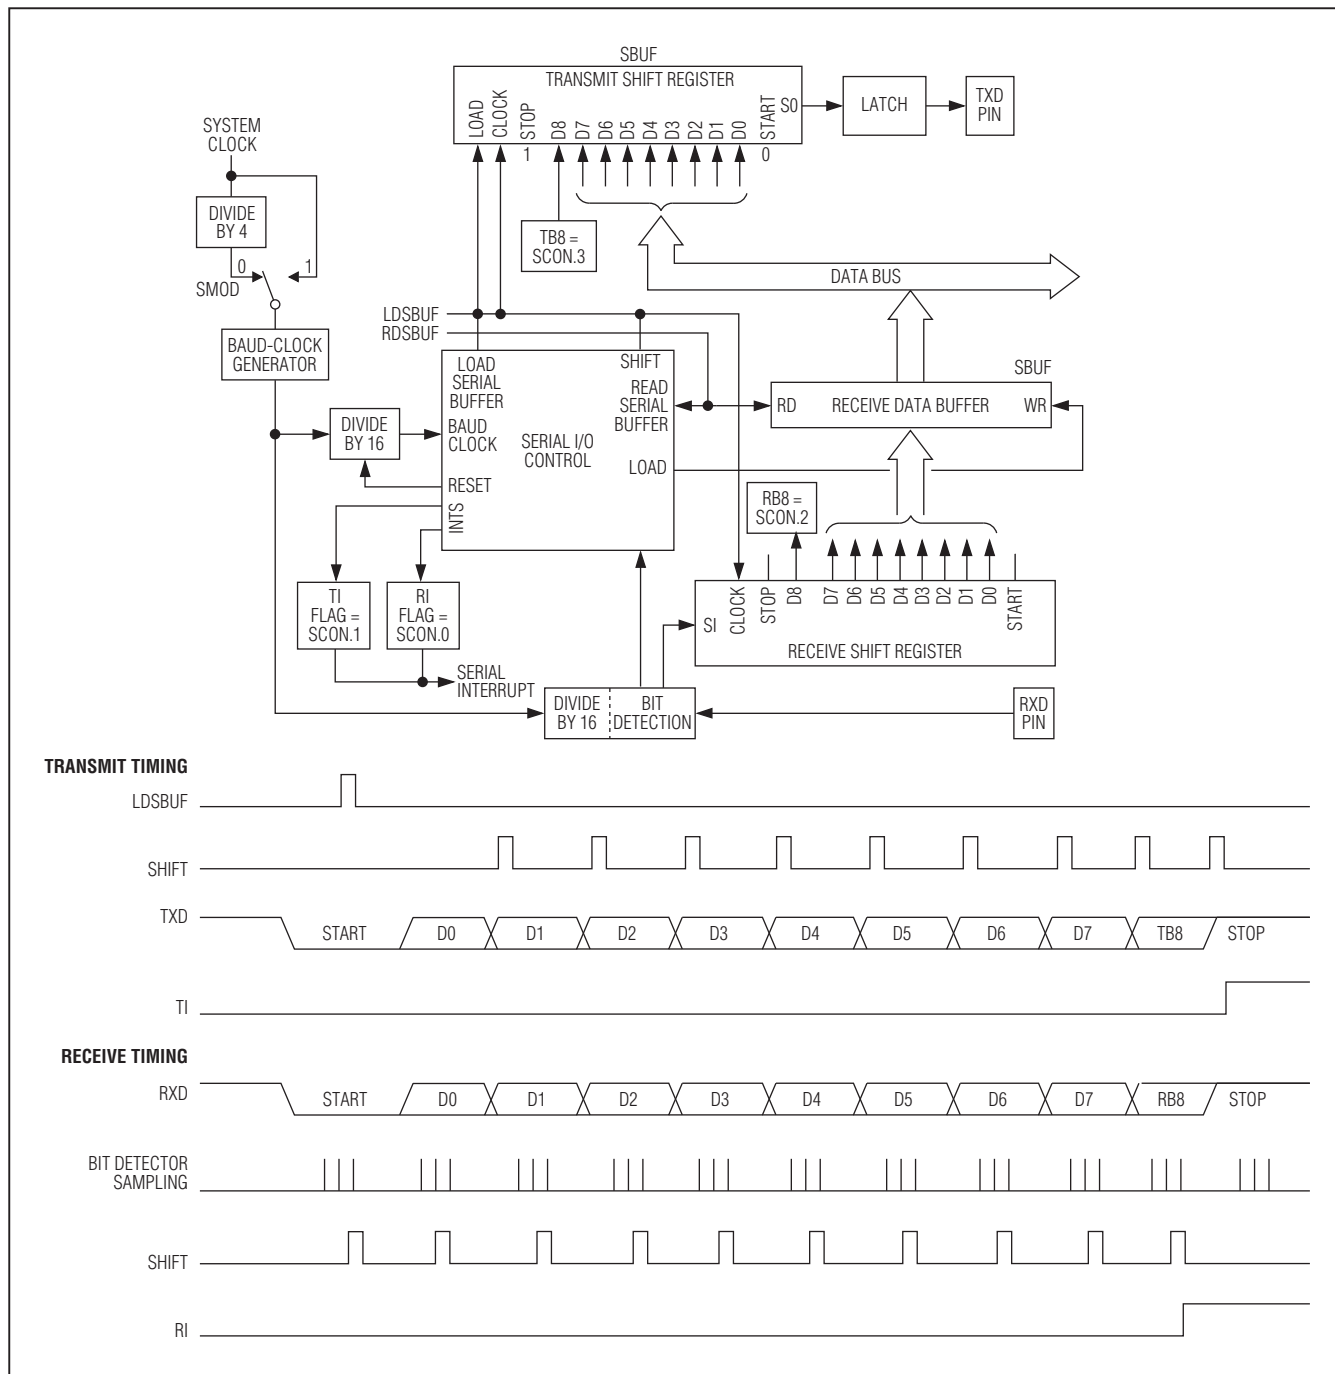 SBUF
TRANSMIT SHIFT REGISTER
LOAD
CLOCK
STOP
1
D8
D7
D6
D5
D4
D3
D2
D1
D0
START
0
S0
LATCH
TXD
PIN
SYSTEM
CLOCK
DIVIDE
BY 4
0
1
SMOD
BAUD-CLOCK
GENERATOR
TB8 =
SCON.3
DATA BUS
LDSBUF
RDSBUF
LOAD
SERIAL
BUFFER
SHIFT
READ
SERIAL
BUFFER
BAUD
CLOCK
SERIAL I/O
CONTROL
LOAD
RESET
INTS
DIVIDE
BY 16
SBUF
RD
RECEIVE DATA BUFFER
WR
RB8 =
SCON.2
TI
FLAG =
SCON.1
RI
FLAG =
SCON.0
SERIAL
INTERRUPT
SI
CLOCK
STOP
D8
D7
D6
D5
D4
D3
D2
D1
D0
START
RECEIVE SHIFT REGISTER
DIVIDE
BY 16
BIT
DETECTION
RXD
PIN
TRANSMIT TIMING
LDSBUF
SHIFT
TXD START D0 D1 D2 D3 D4 D5 D6 D7 TB8 STOP
TI
RECEIVE TIMING
RXD START D0 D1 D2 D3 D4 D5 D6 D7 RB8 STOP
BIT DETECTOR
SAMPLING
SHIFT
RI